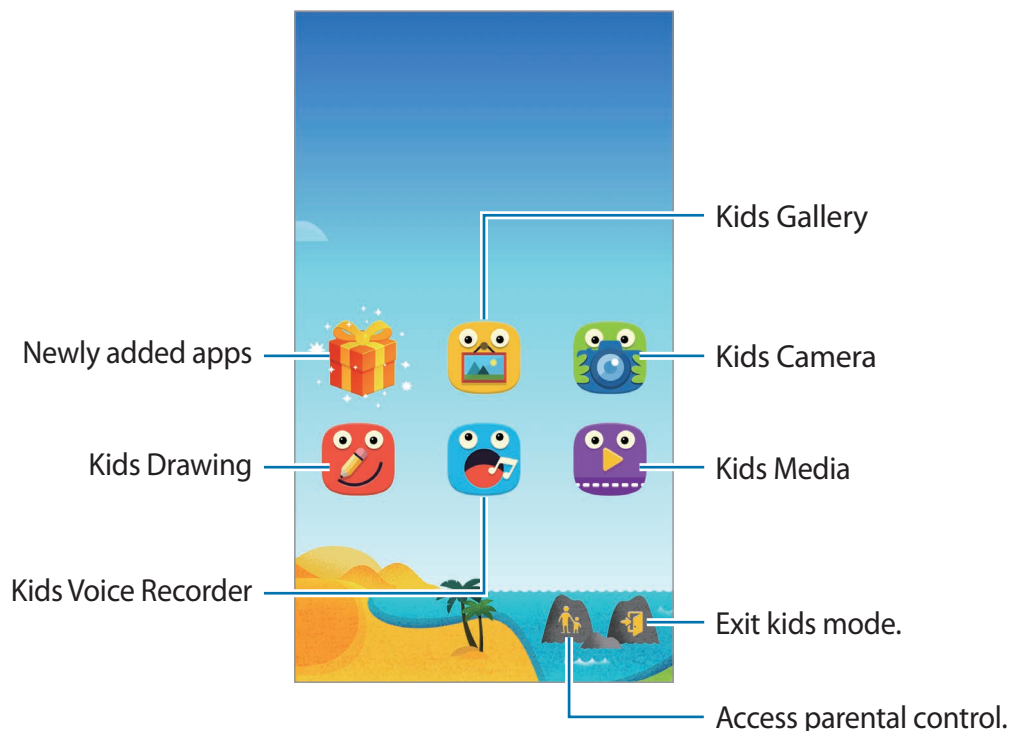 Kids Gallery
Newly added apps
Kids Camera
Kids Drawing
Kids Media
Kids Voice Recorder
Exit kids mode.
Access parental control.